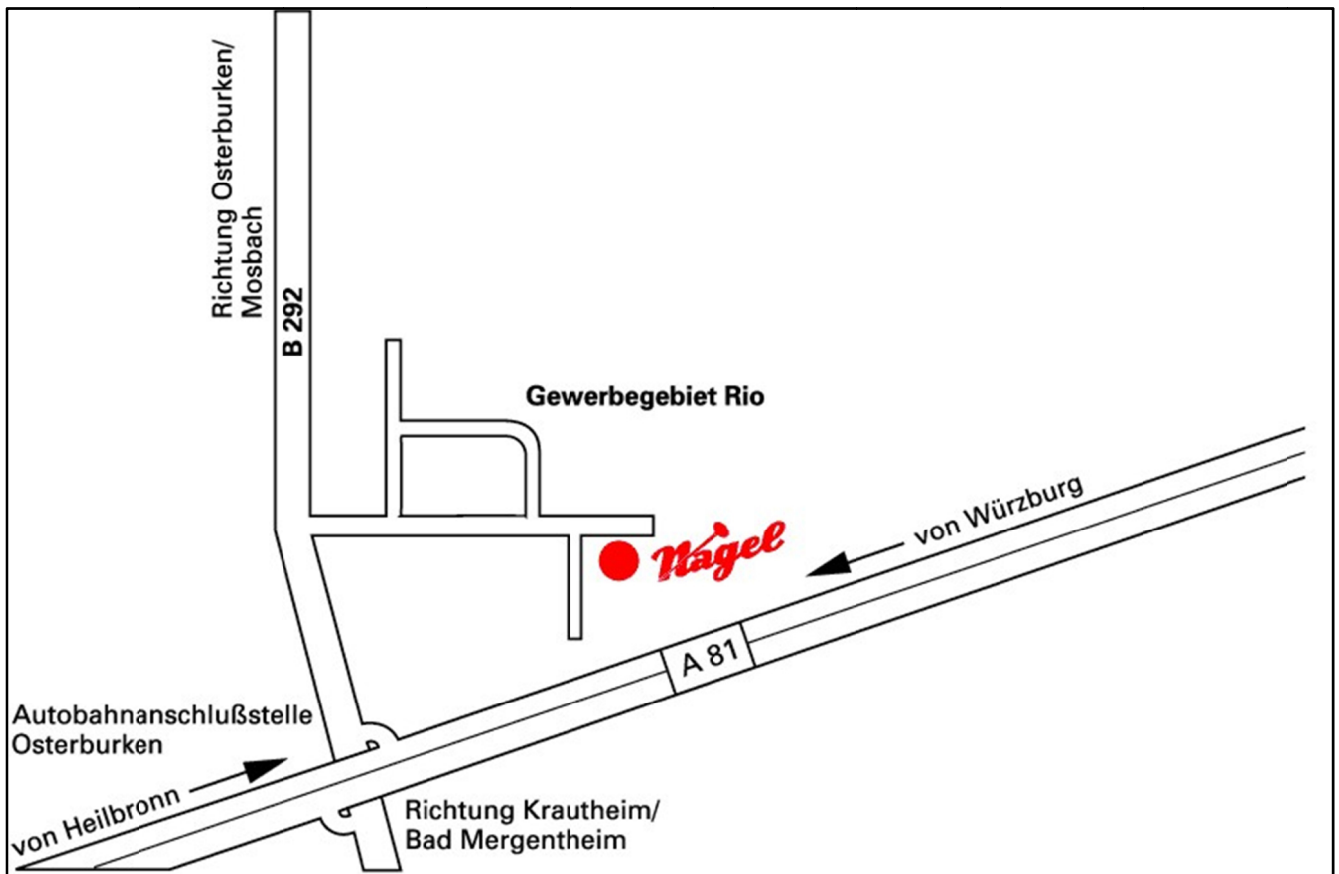 Richtung Osterburken/
Mosbach
B 292
Gewerbegebiet Rio
Nagel
von Würzburg
A 81
Autobahnanschlußstelle
Osterburken
von Heilbronn
Richtung Krautheim/
Bad Mergentheim